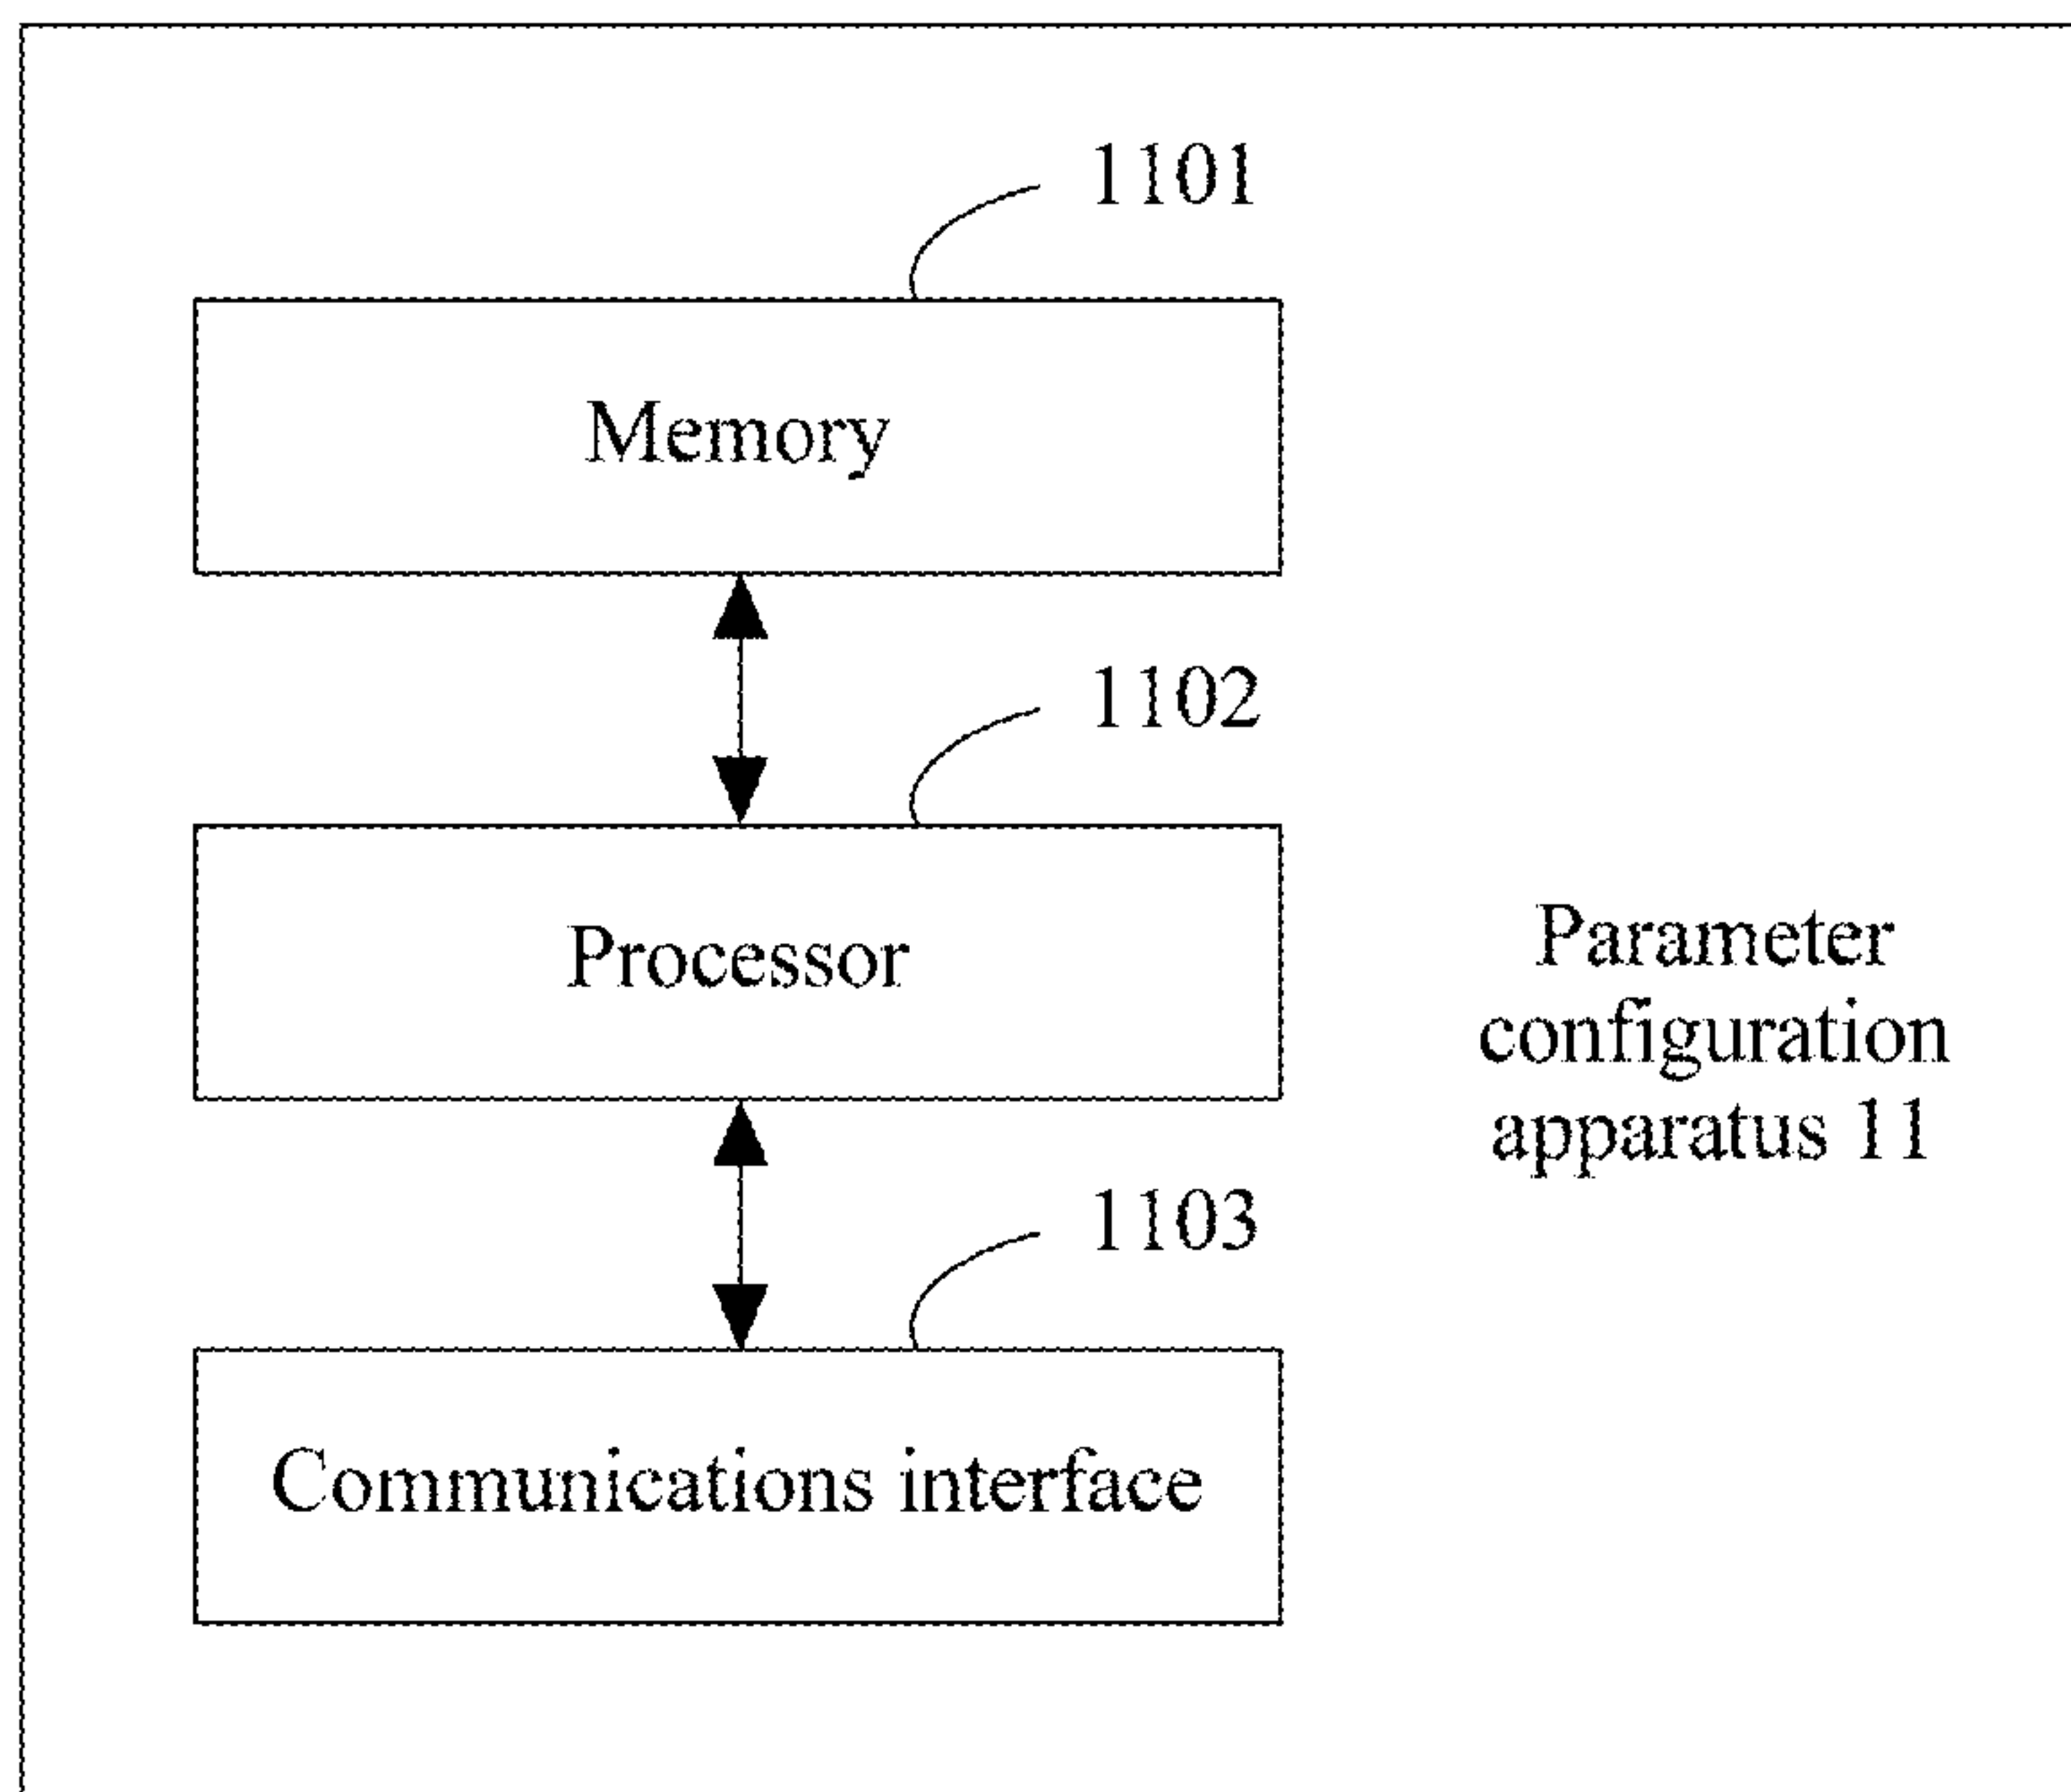 1101
Memory
1102
Processor
Parameter
configuration
apparatus 11
1103
Communications interface